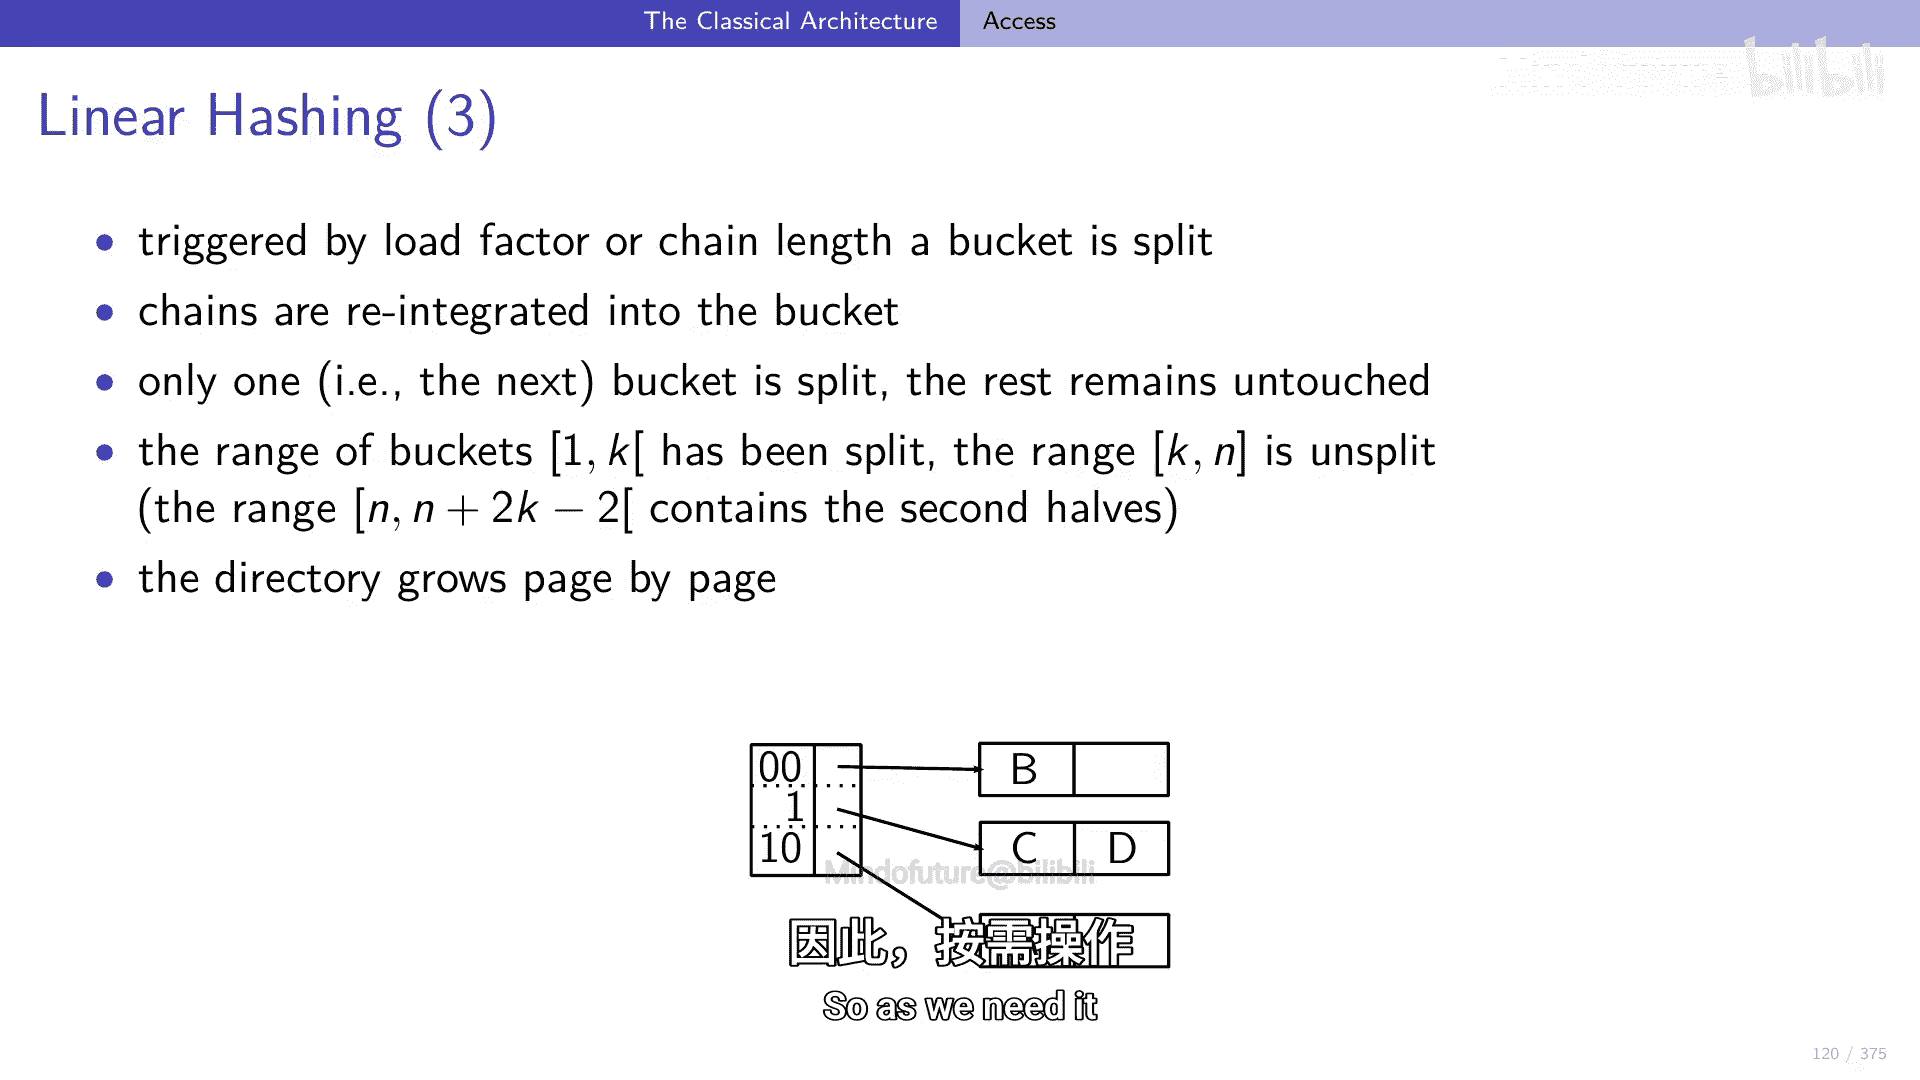 The Classical Architecture Access
bilibili
Linear Hashing (3)
• triggered by load factor or chain length a bucket is split
• chains are re-integrated into the bucket
• only one (i.e., the next) bucket is split, the rest remains untouched
• the range of buckets [1, k[ has been split, the range [k, n] is unsplit
(the range [n, n + 2k − 2[ contains the second halves)
• the directory grows page by page
00 B
1 C D
10
Mindofuture@bilibili
因此，按需操作
So as we need it
120 / 375